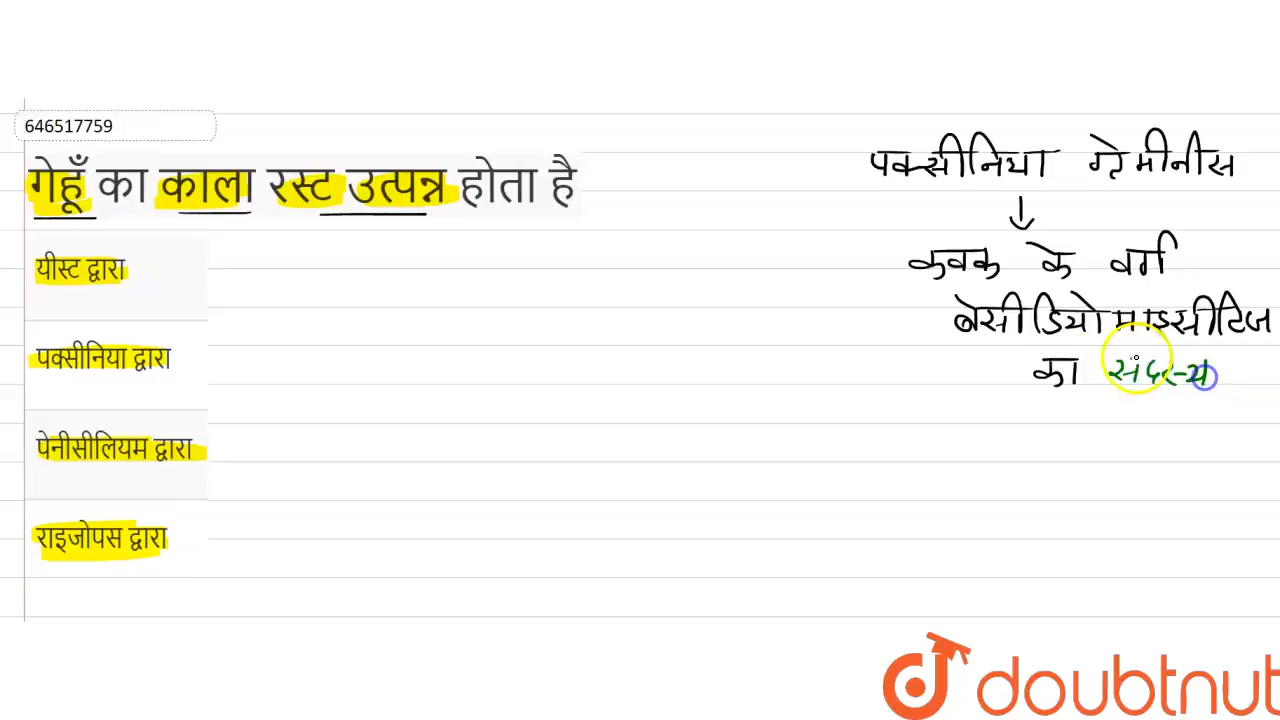 646517759
गेहूँ का काला रस्ट उत्पन्न होता है
यीस्ट द्वारा
पक्सीनिया द्वारा
पेनीसीलियम द्वारा
राइजोपस द्वारा
पक्सीनिया ग्रेमीनीस
कवक के वर्ग
बेसीडियोमाइसीटिज
का सदस्य
doubtnut